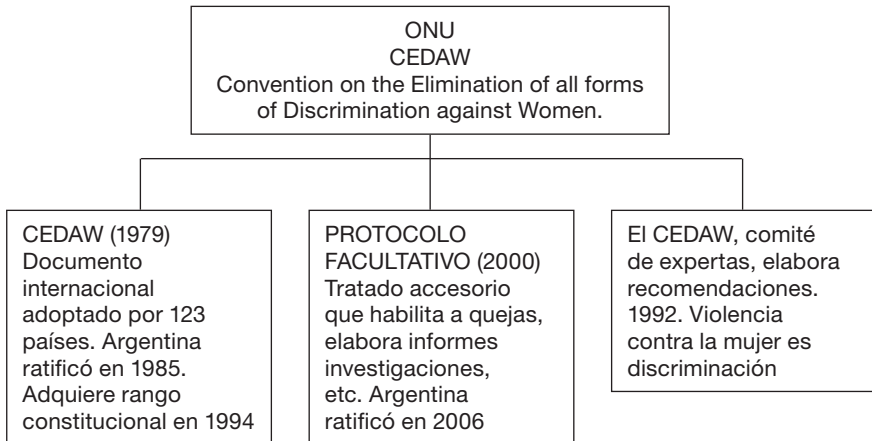 ONU
CEDAW
Convention on the Elimination of all forms
of Discrimination against Women.
CEDAW (1979)
Documento
internacional
adoptado por 123
países. Argentina
ratificó en 1985.
Adquiere rango
constitucional en 1994
PROTOCOLO
FACULTATIVO (2000)
Tratado accesorio
que habilita a quejas,
elabora informes
investigaciones,
etc. Argentina
ratificó en 2006
El CEDAW, comité
de expertas, elabora
recomendaciones.
1992. Violencia
contra la mujer es
discriminación